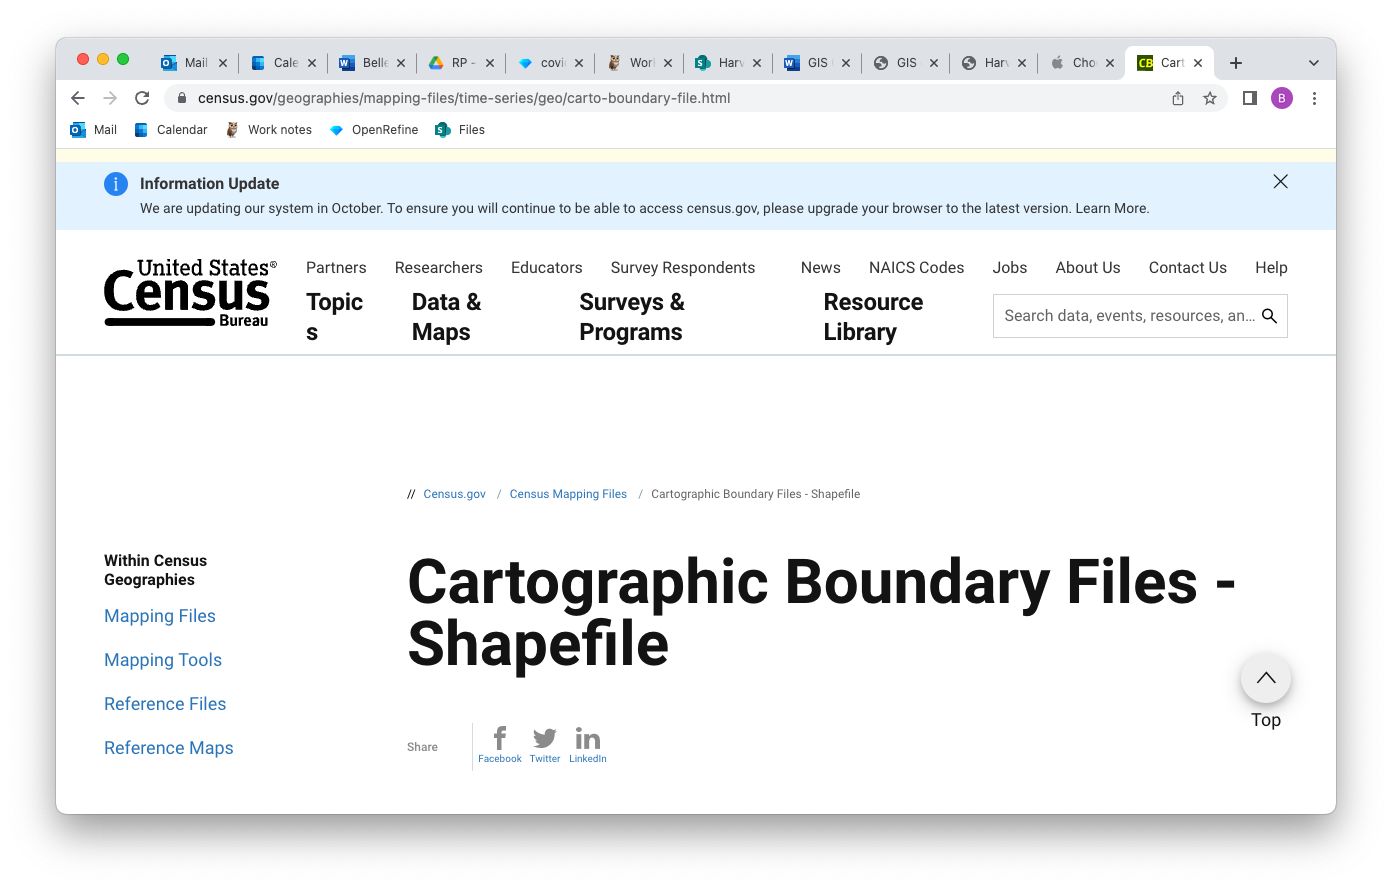 Mail Cale Bell RP - covi Wor Harv GIS GIS Harv Cho Cart
census.gov/geographies/mapping-files/time-series/geo/carto-boundary-file.html B
Mail Calendar Work notes OpenRefine Files
Information Update
We are updating our system in October. To ensure you will continue to be able to access census.gov, please upgrade your browser to the latest version. Learn More.
Partners Researchers Educators Survey Respondents News NAICS Codes Jobs About Us Contact Us Help
United States®
Census
Bureau
Topic
s
Data &
Maps
Surveys &
Programs
Resource
Library
Search data, events, resources, an...
// Census.gov / Census Mapping Files / Cartographic Boundary Files - Shapefile
Within Census
Geographies
Mapping Files
Mapping Tools
Reference Files
Reference Maps
Cartographic Boundary Files -
Shapefile
Top
Share
Facebook Twitter LinkedIn